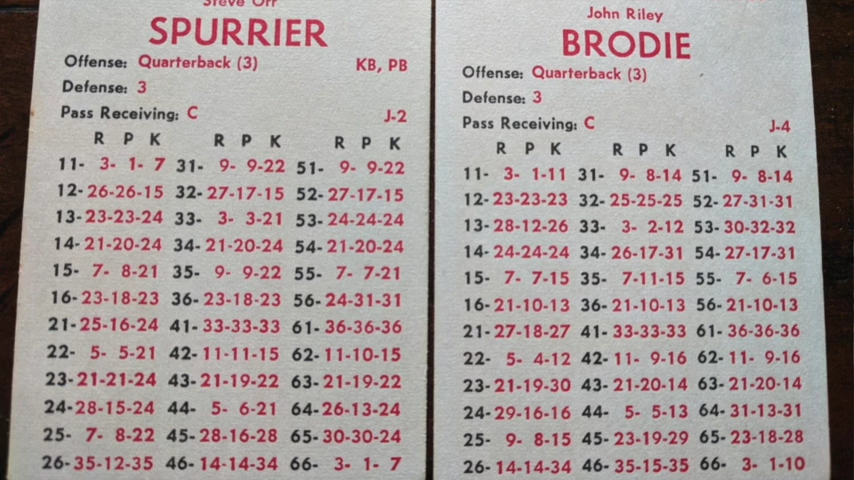 Steve Orr
SPURRIER
Offense: Quarterback (3) KB, PB
Defense: 3
Pass Receiving: C J-2
R P K R P K R P K
11- 3- 1- 7 31- 9- 9-22 51- 9- 9-22
12-26-26-15 32-27-17-15 52-27-17-15
13-23-23-24 33- 3- 3-21 53-24-24-24
14-21-20-24 34-21-20-24 54-21-20-24
15- 7- 8-21 35- 9- 9-22 55- 7- 7-21
16-23-18-23 36-23-18-23 56-24-31-31
21-25-16-24 41-33-33-33 61-36-36-36
22- 5- 5-21 42-11-11-15 62-11-10-15
23-21-21-24 43-21-19-22 63-21-19-22
24-28-15-24 44- 5- 6-21 64-26-13-24
25- 7- 8-22 45-28-16-28 65-30-30-24
26-35-12-35 46-14-14-34 66- 3- 1- 7
John Riley
BRODIE
Offense: Quarterback (3)
Defense: 3
Pass Receiving: C J-4
R P K R P K R P K
11- 3- 1-11 31- 9- 8-14 51- 9- 8-14
12-23-23-23 32-25-25-25 52-27-31-31
13-28-12-26 33- 3- 2-12 53-30-32-32
14-24-24-24 34-26-17-31 54-27-17-31
15- 7- 7-15 35- 7-11-15 55- 7- 6-15
16-21-10-13 36-21-10-13 56-21-10-13
21-27-18-27 41-33-33-33 61-36-36-36
22- 5- 4-12 42-11- 9-16 62-11- 9-16
23-21-19-30 43-21-20-14 63-21-20-14
24-29-16-16 44- 5- 5-13 64-31-13-31
25- 9- 8-15 45-23-19-29 65-23-18-28
26-14-14-34 46-35-15-35 66- 3- 1-10